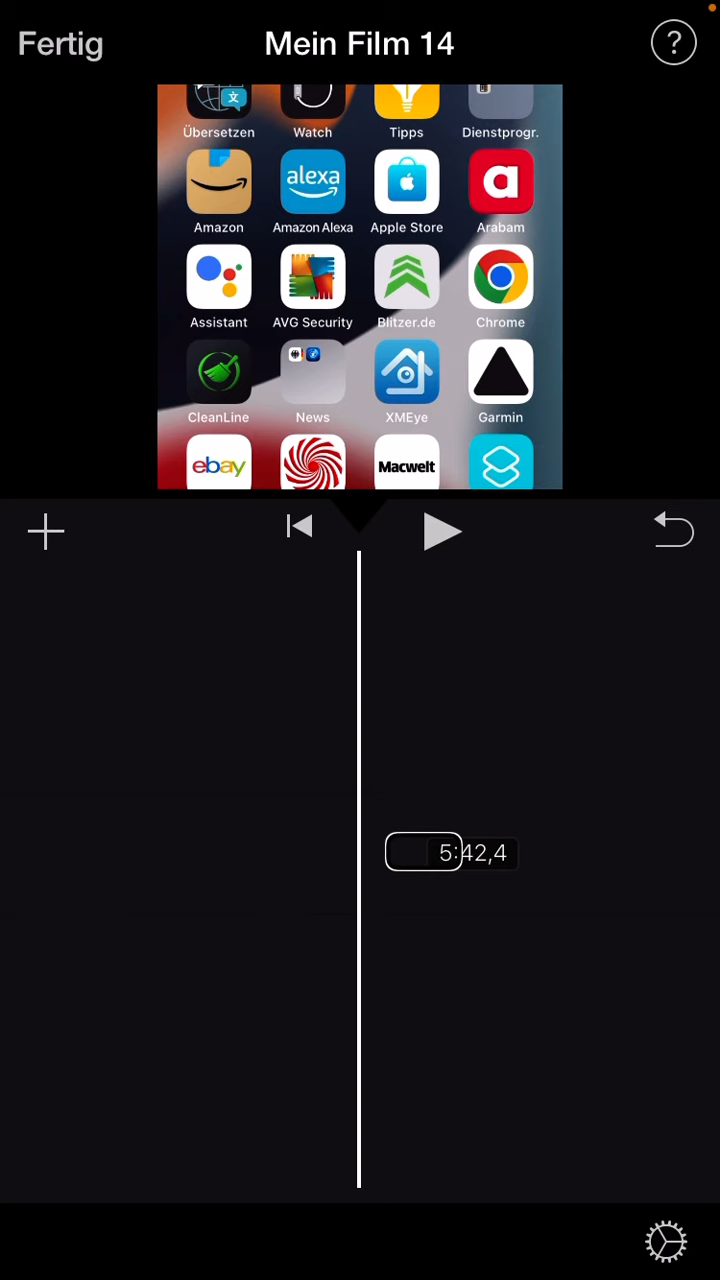 Fertig
Mein Film 14
?
文
Übersetzen
Watch
Tipps
Dienstprogr.
alexa
a
Amazon
Amazon Alexa
Apple Store
Arabam
Assistant
AVG Security
Blitzer.de
Chrome
CleanLine
News
XMEye
Garmin
ebay
Macwelt
5:42,4